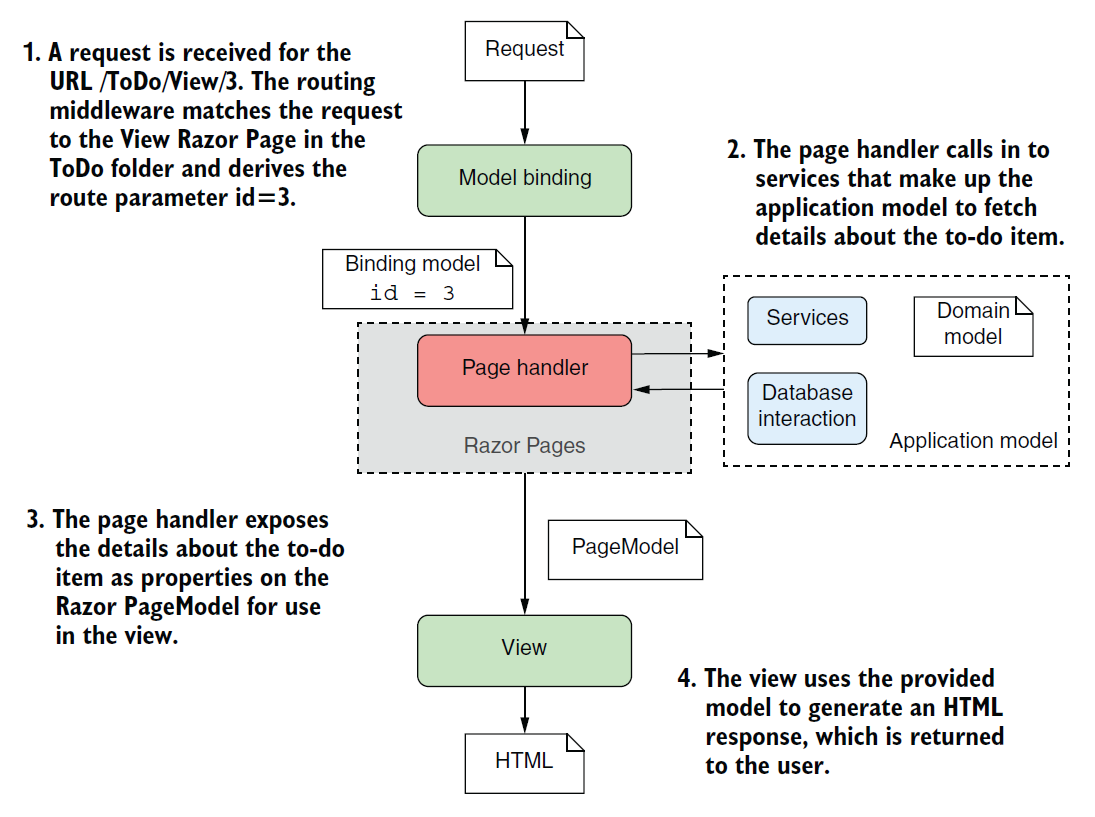 Request
1. A request is received for the
URL /ToDo/View/3. The routing
middleware matches the request
to the View Razor Page in the
ToDo folder and derives the
route parameter id=3.
Model binding
2. The page handler calls in to
services that make up the
application model to fetch
details about the to-do item.
Binding model
id = 3
Page handler
Razor Pages
Services
Domain
model
Database
interaction
Application model
3. The page handler exposes
the details about the to-do
item as properties on the
Razor PageModel for use
in the view.
PageModel
View
4. The view uses the provided
model to generate an HTML
response, which is returned
to the user.
HTML